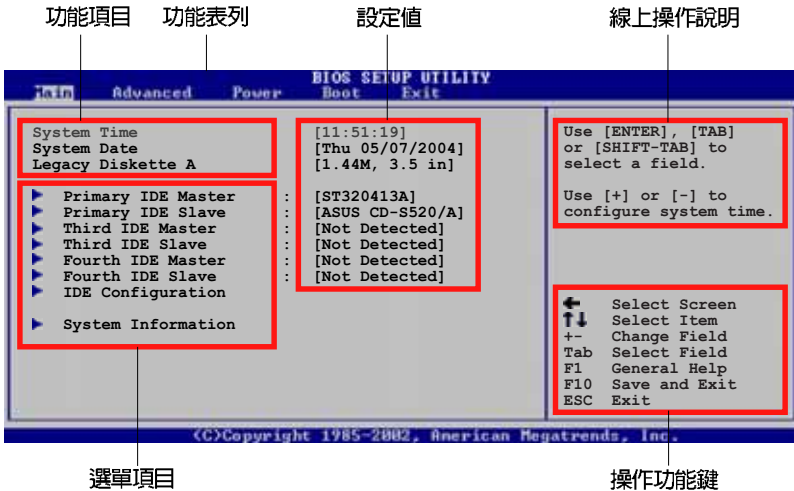 功能項目 功能表列 設定值 線上操作說明
BIOS SETUP UTILITY
Main Advanced Power Boot Exit
System Time [11:51:19]
System Date [Thu 05/07/2004]
Legacy Diskette A [1.44M, 3.5 in]
Primary IDE Master : [ST320413A]
Primary IDE Slave : [ASUS CD-S520/A]
Third IDE Master : [Not Detected]
Third IDE Slave : [Not Detected]
Fourth IDE Master : [Not Detected]
Fourth IDE Slave : [Not Detected]
IDE Configuration
System Information
Use [ENTER], [TAB]
or [SHIFT-TAB] to
select a field.
Use [+] or [-] to
configure system time.
← Select Screen
↑↓ Select Item
+- Change Field
Tab Select Field
F1 General Help
F10 Save and Exit
ESC Exit
(C)Copyright 1985-2002, American Megatrends, Inc.
選單項目 操作功能鍵